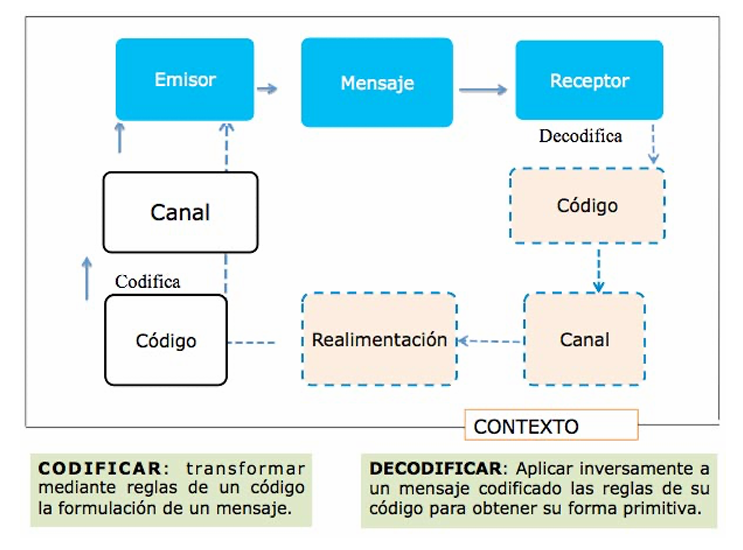 Emisor
Mensaje
Receptor
Decodifica
Canal
Código
Codifica
Código
Realimentación
Canal
CONTEXTO
CODIFICAR: transformar
mediante reglas de un código
la formulación de un mensaje.
DECODIFICAR: Aplicar inversamente a
un mensaje codificado las reglas de su
código para obtener su forma primitiva.